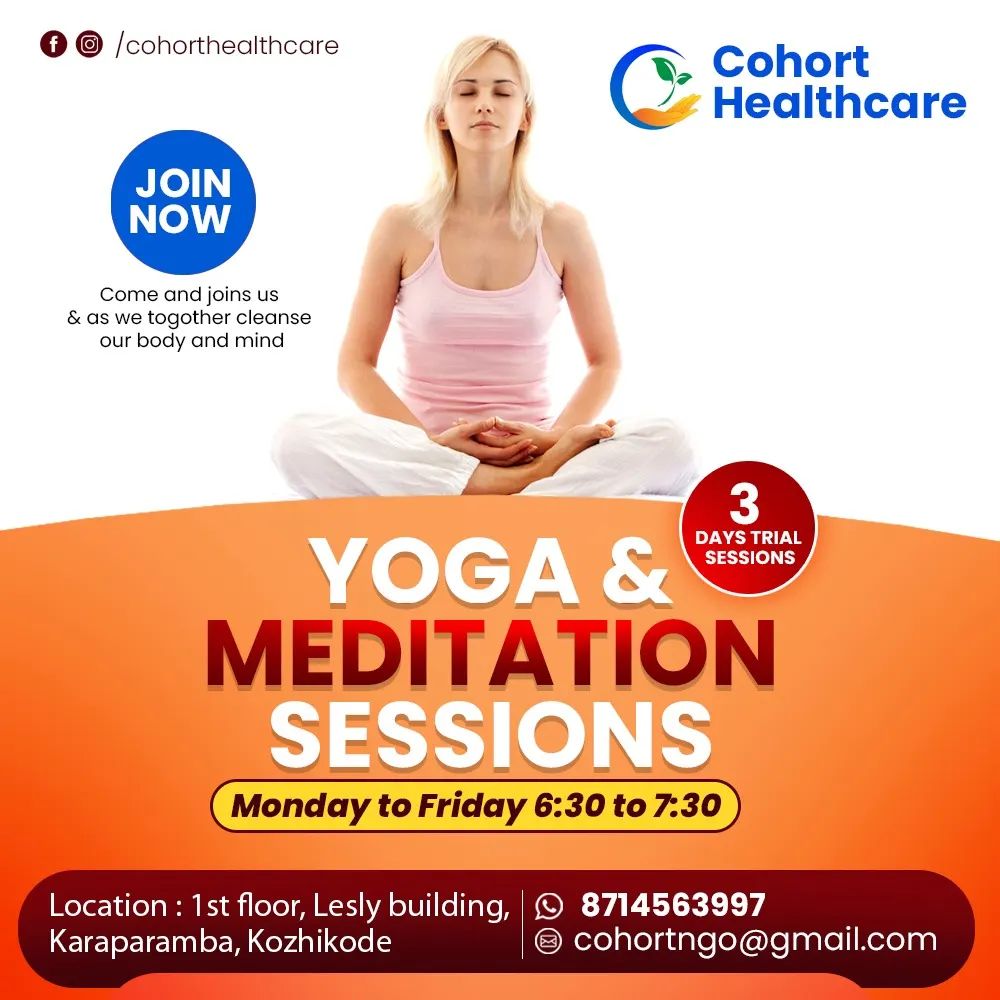 /cohorthealthcare
Cohort
Healthcare
JOIN
NOW
Come and joins us
& as we togother cleanse
our body and mind
3
DAYS TRIAL
SESSIONS
YOGA &
MEDITATION
SESSIONS
Monday to Friday 6:30 to 7:30
Location : 1st floor, Lesly building,
Karaparamba, Kozhikode
8714563997
cohortngo@gmail.com